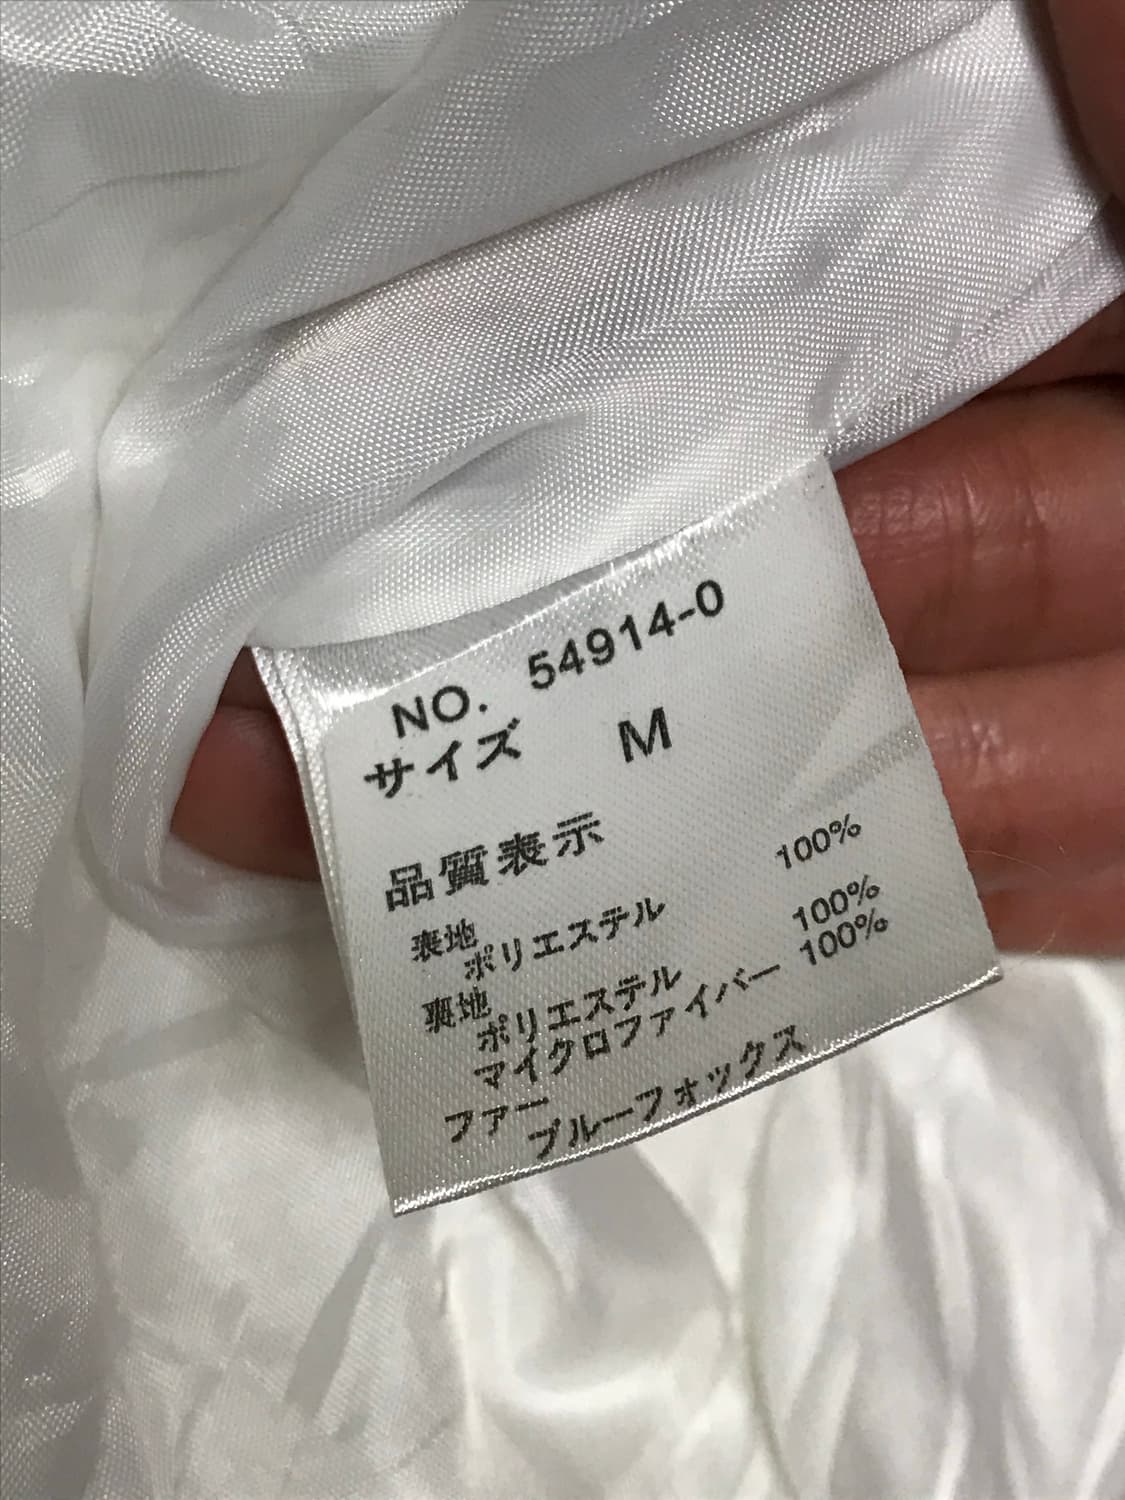 NO. 54914-0
サイズ M
品質表示
表地
ポリエステル 100%
裏地
ポリエステル 100%
マイクロファイバー 100%
ファー
ブルーフォックス